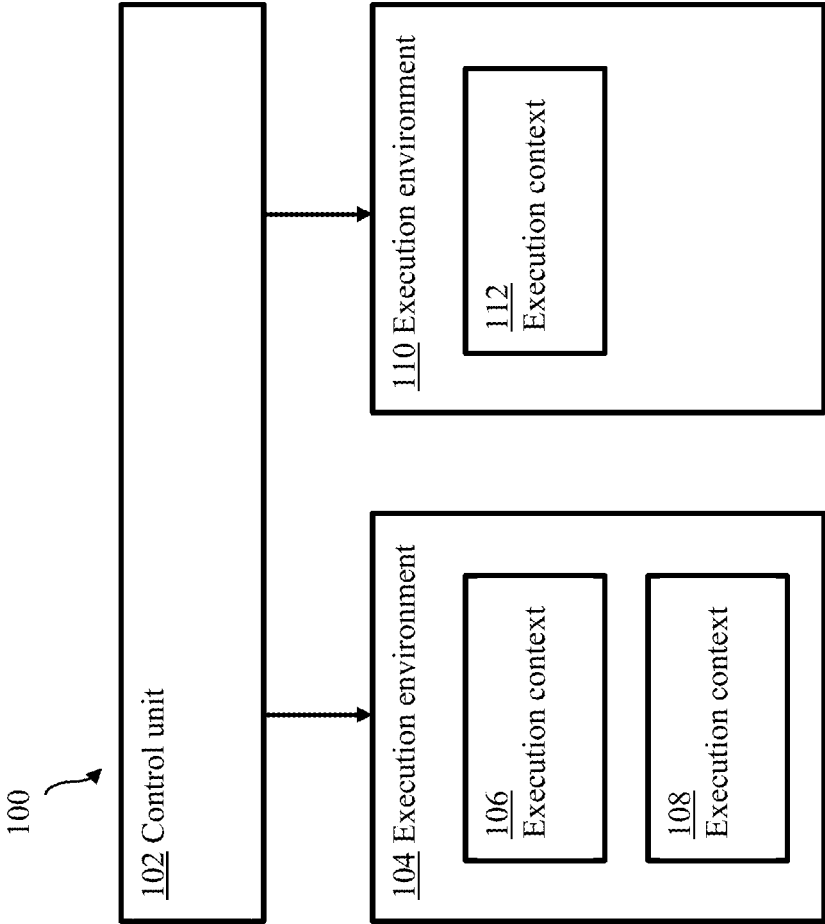 100
102 Control unit
104 Execution environment
106
Execution context
108
Execution context
110 Execution environment
112
Execution context